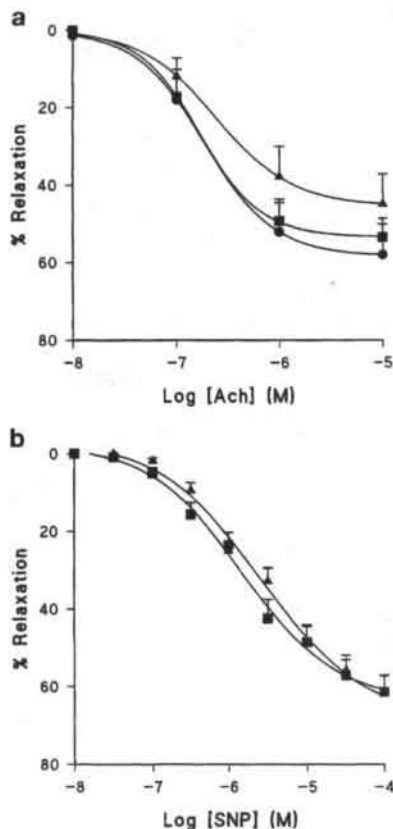 a
0
20
40
60
80
% Relaxation
−8 −7 −6 −5
Log [Ach] (M)
b
0
20
40
60
80
% Relaxation
−8 −7 −6 −5 −4
Log [SNP] (M)